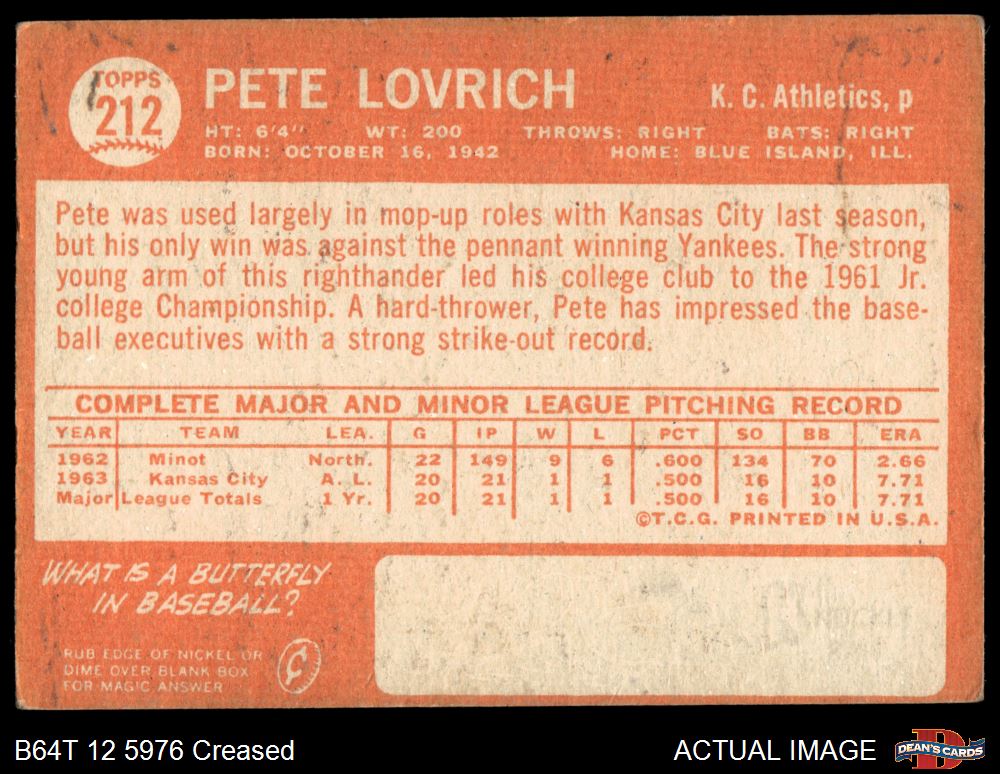 TOPPS
212
PETE LOVRICH
K. C. Athletics, p
HT: 6'4" WT: 200 THROWS: RIGHT BATS: RIGHT
BORN: OCTOBER 16, 1942 HOME: BLUE ISLAND, ILL.
Pete was used largely in mop-up roles with Kansas City last season,
but his only win was against the pennant winning Yankees. The strong
young arm of this righthander led his college club to the 1961 Jr.
college Championship. A hard-thrower, Pete has impressed the base-
ball executives with a strong strike-out record.
COMPLETE MAJOR AND MINOR LEAGUE PITCHING RECORD
YEAR TEAM LEA. G IP W L PCT SO BB ERA
1962 Minot North. 22 149 9 6 .600 134 70 2.66
1963 Kansas City A. L. 20 21 1 1 .500 16 10 7.71
Major League Totals 1 Yr. 20 21 1 1 .500 16 10 7.71
©T.C.G. PRINTED IN U.S.A.
WHAT IS A BUTTERFLY
IN BASEBALL?
RUB EDGE OF NICKEL OR
DIME OVER BLANK BOX
FOR MAGIC ANSWER
B64T 12 5976 Creased
ACTUAL IMAGE
DEAN'S CARDS